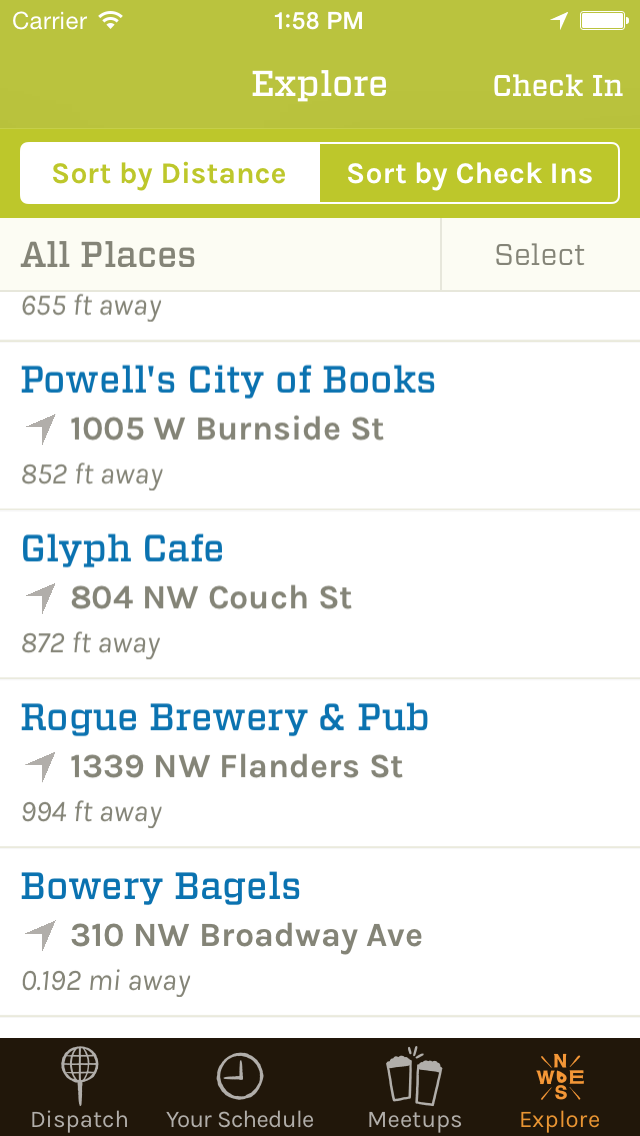 Carrier 1:58 PM
Explore Check In
Sort by Distance Sort by Check Ins
All Places Select
655 ft away
Powell's City of Books
1005 W Burnside St
852 ft away
Glyph Cafe
804 NW Couch St
872 ft away
Rogue Brewery & Pub
1339 NW Flanders St
994 ft away
Bowery Bagels
310 NW Broadway Ave
0.192 mi away
N
W E
S
Dispatch Your Schedule Meetups Explore